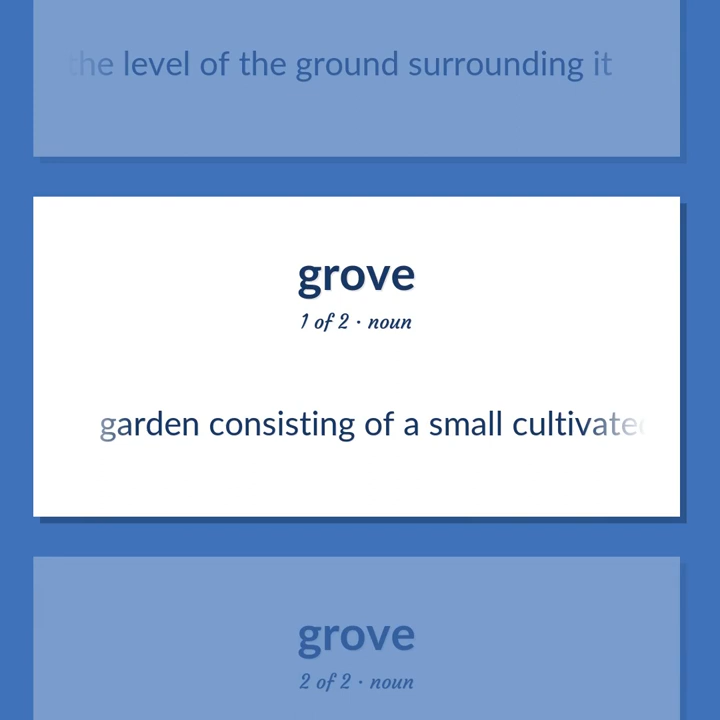 the level of the ground surrounding it
grove
1 of 2 · noun
garden consisting of a small cultivated
grove
2 of 2 · noun